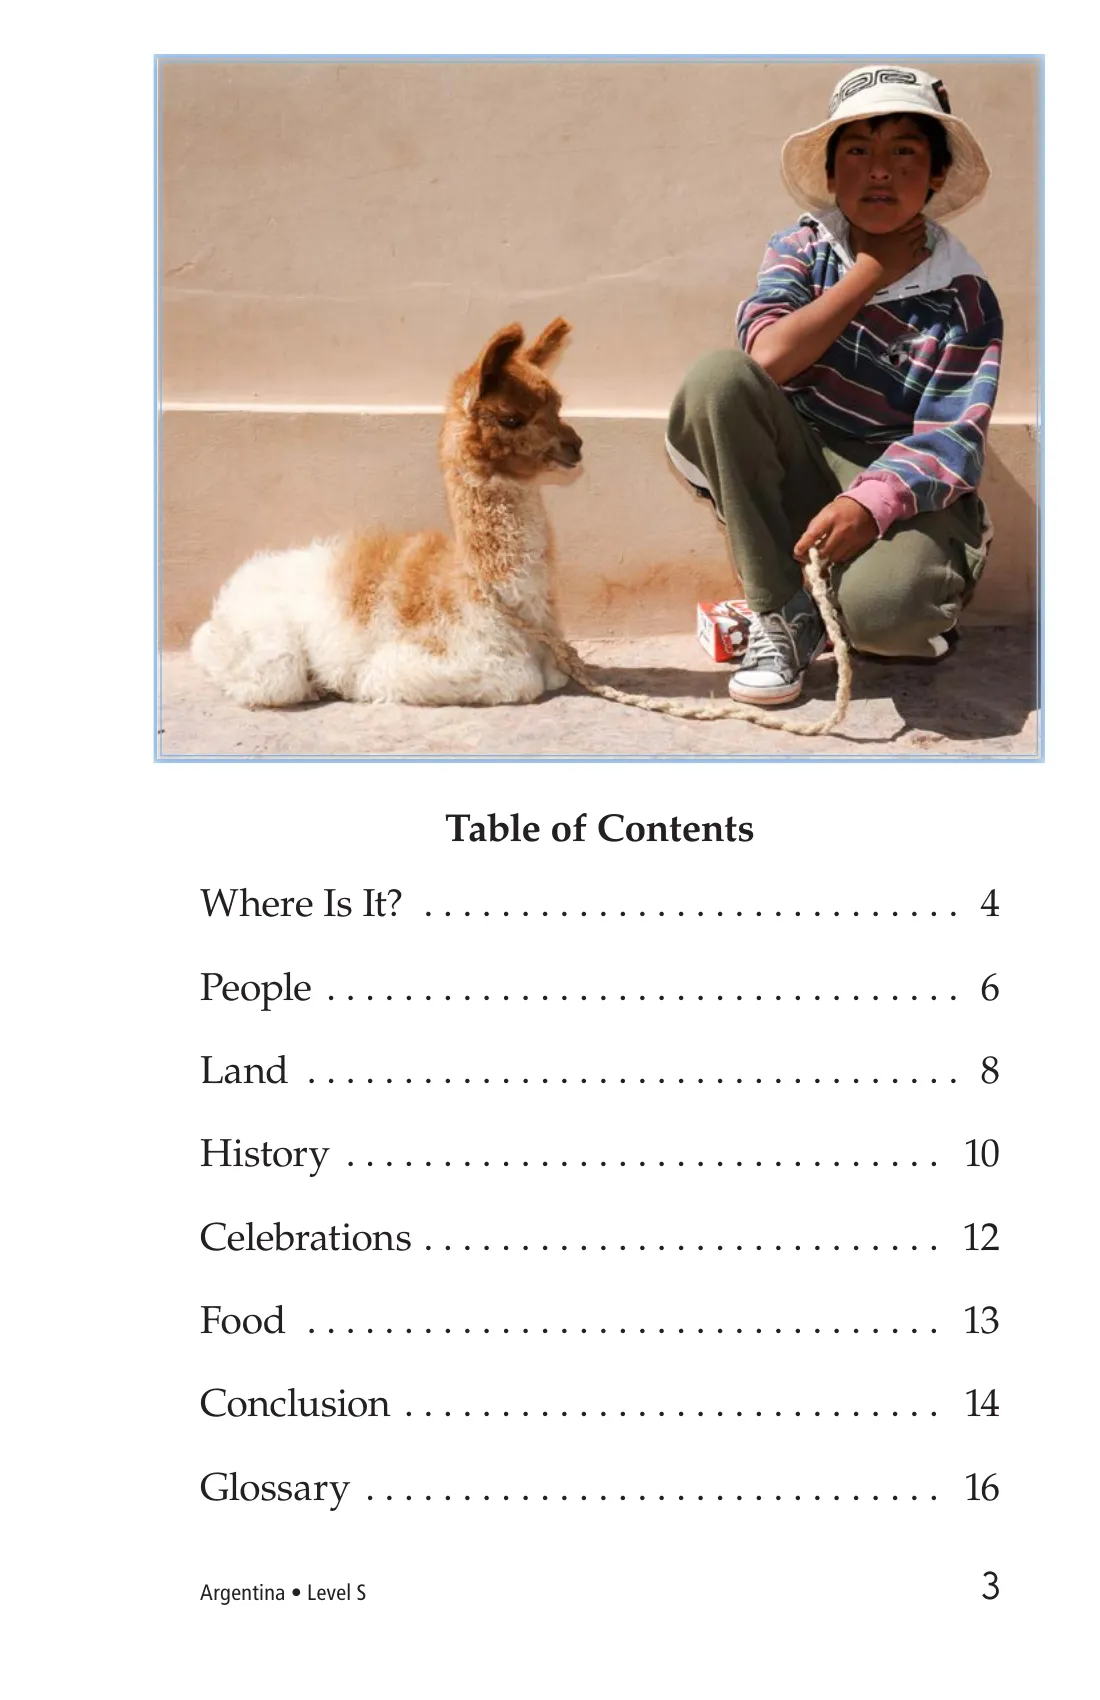 Table of Contents
Where Is It? . . . . . . . . . . . . . . . . . . . . . . . . . . . . 4
People . . . . . . . . . . . . . . . . . . . . . . . . . . . . . . . . . 6
Land . . . . . . . . . . . . . . . . . . . . . . . . . . . . . . . . . . 8
History . . . . . . . . . . . . . . . . . . . . . . . . . . . . . . . 10
Celebrations . . . . . . . . . . . . . . . . . . . . . . . . . . . 12
Food . . . . . . . . . . . . . . . . . . . . . . . . . . . . . . . . . 13
Conclusion . . . . . . . . . . . . . . . . . . . . . . . . . . . . 14
Glossary . . . . . . . . . . . . . . . . . . . . . . . . . . . . . . 16
Argentina • Level S 3